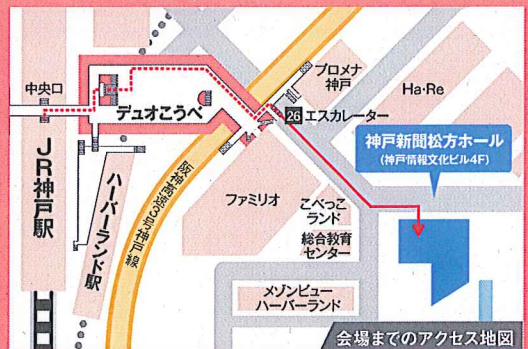 中央口
デュオこうべ
プロメナ
神戸
Ha・Re
26 エスカレーター
神戸新聞松方ホール
(神戸情報文化ビル4F)
JR神戸駅
ハーバーランド駅
阪神高速3号神戸線
ファミリオ
こべっこ
ランド
総合教育
センター
メゾンビュー
ハーバーランド
会場までのアクセス地図